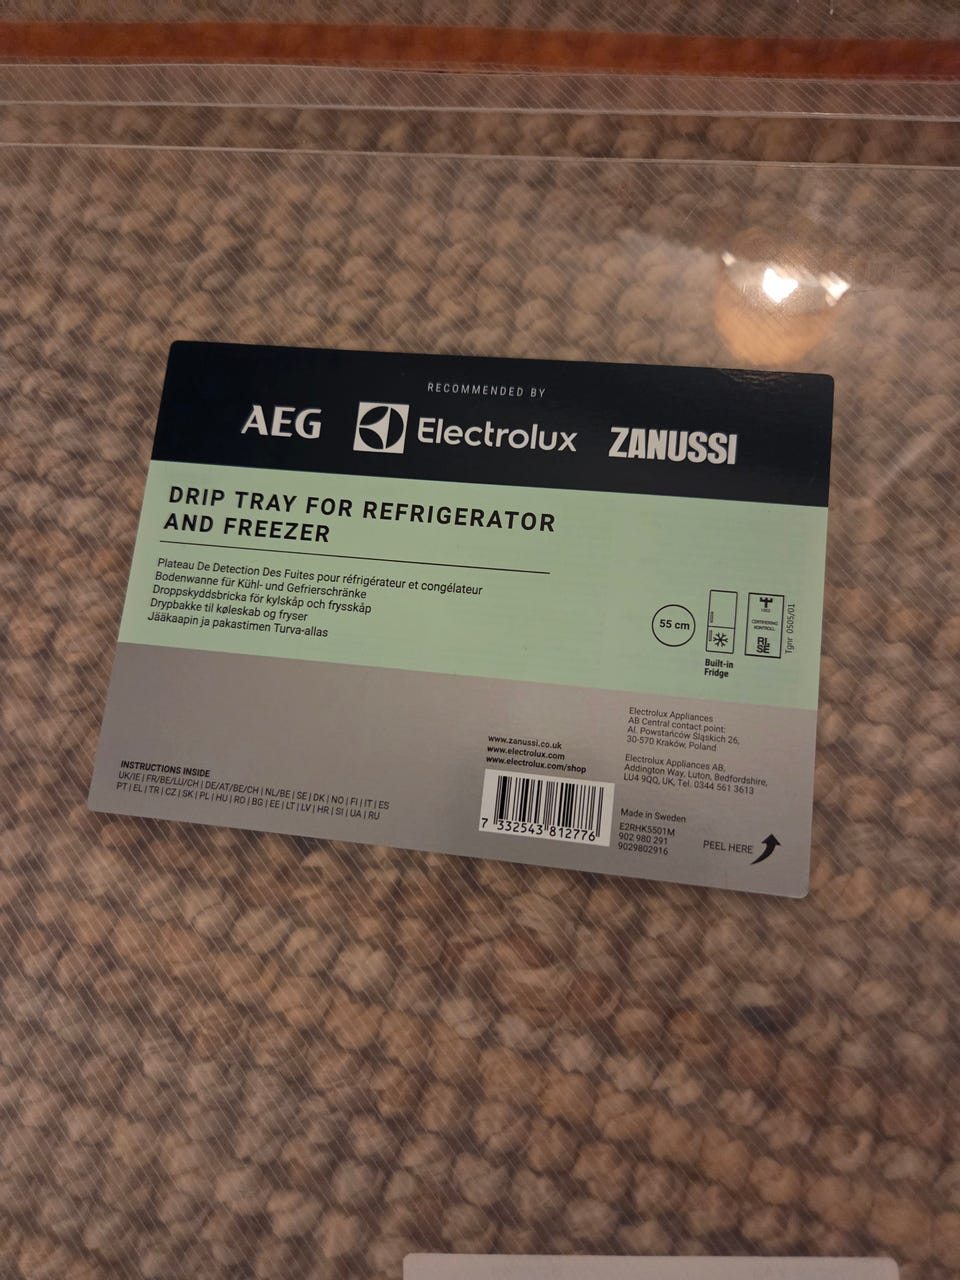 RECOMMENDED BY
AEG Electrolux ZANUSSI
DRIP TRAY FOR REFRIGERATOR
AND FREEZER
Plateau De Detection Des Fuites pour réfrigérateur et congélateur
Bodenwanne für Kühl- und Gefrierschränke
Droppskyddsbricka för kylskåp och frysskåp
Drypbakke til køleskab og fryser
Jääkaapin ja pakastimen Turva-allas
55 cm
Built-in
Fridge
1002
CERTIFIERING
KONTROLL
RI.
SE
Tgnr 0505/01
Electrolux Appliances
AB Central contact point:
Al. Powstańców Śląskich 26,
30-570 Kraków, Poland
Electrolux Appliances AB,
Addington Way, Luton, Bedfordshire,
LU4 9QQ, UK, Tel. 0344 561 3613
www.zanussi.co.uk
www.electrolux.com
www.electrolux.com/shop
INSTRUCTIONS INSIDE
UK/IE | FR/BE/LU/CH | DE/AT/BE/CH | NL/BE | SE | DK | NO | FI | IT | ES
PT | EL | TR | CZ | SK | PL | HU | RO | BG | EE | LT | LV | HR | SI | UA | RU
7 332543 812776
Made in Sweden
E2RHK5501M
902 980 291
9029802916
PEEL HERE